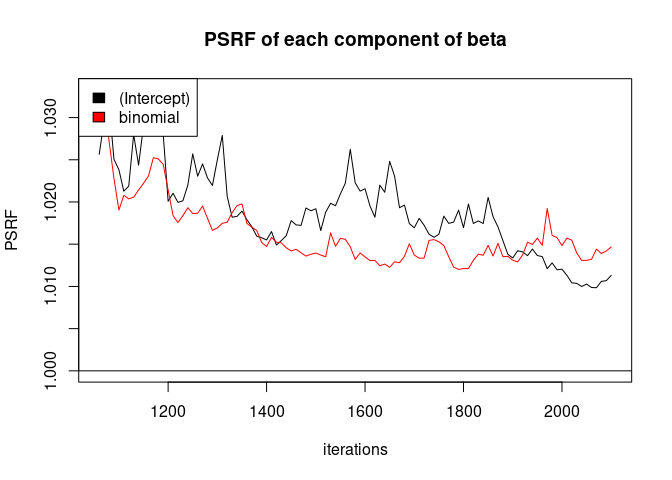 PSRF of each component of beta
(Intercept)
binomial
PSRF
1.030
1.020
1.010
1.000
1200 1400 1600 1800 2000
iterations